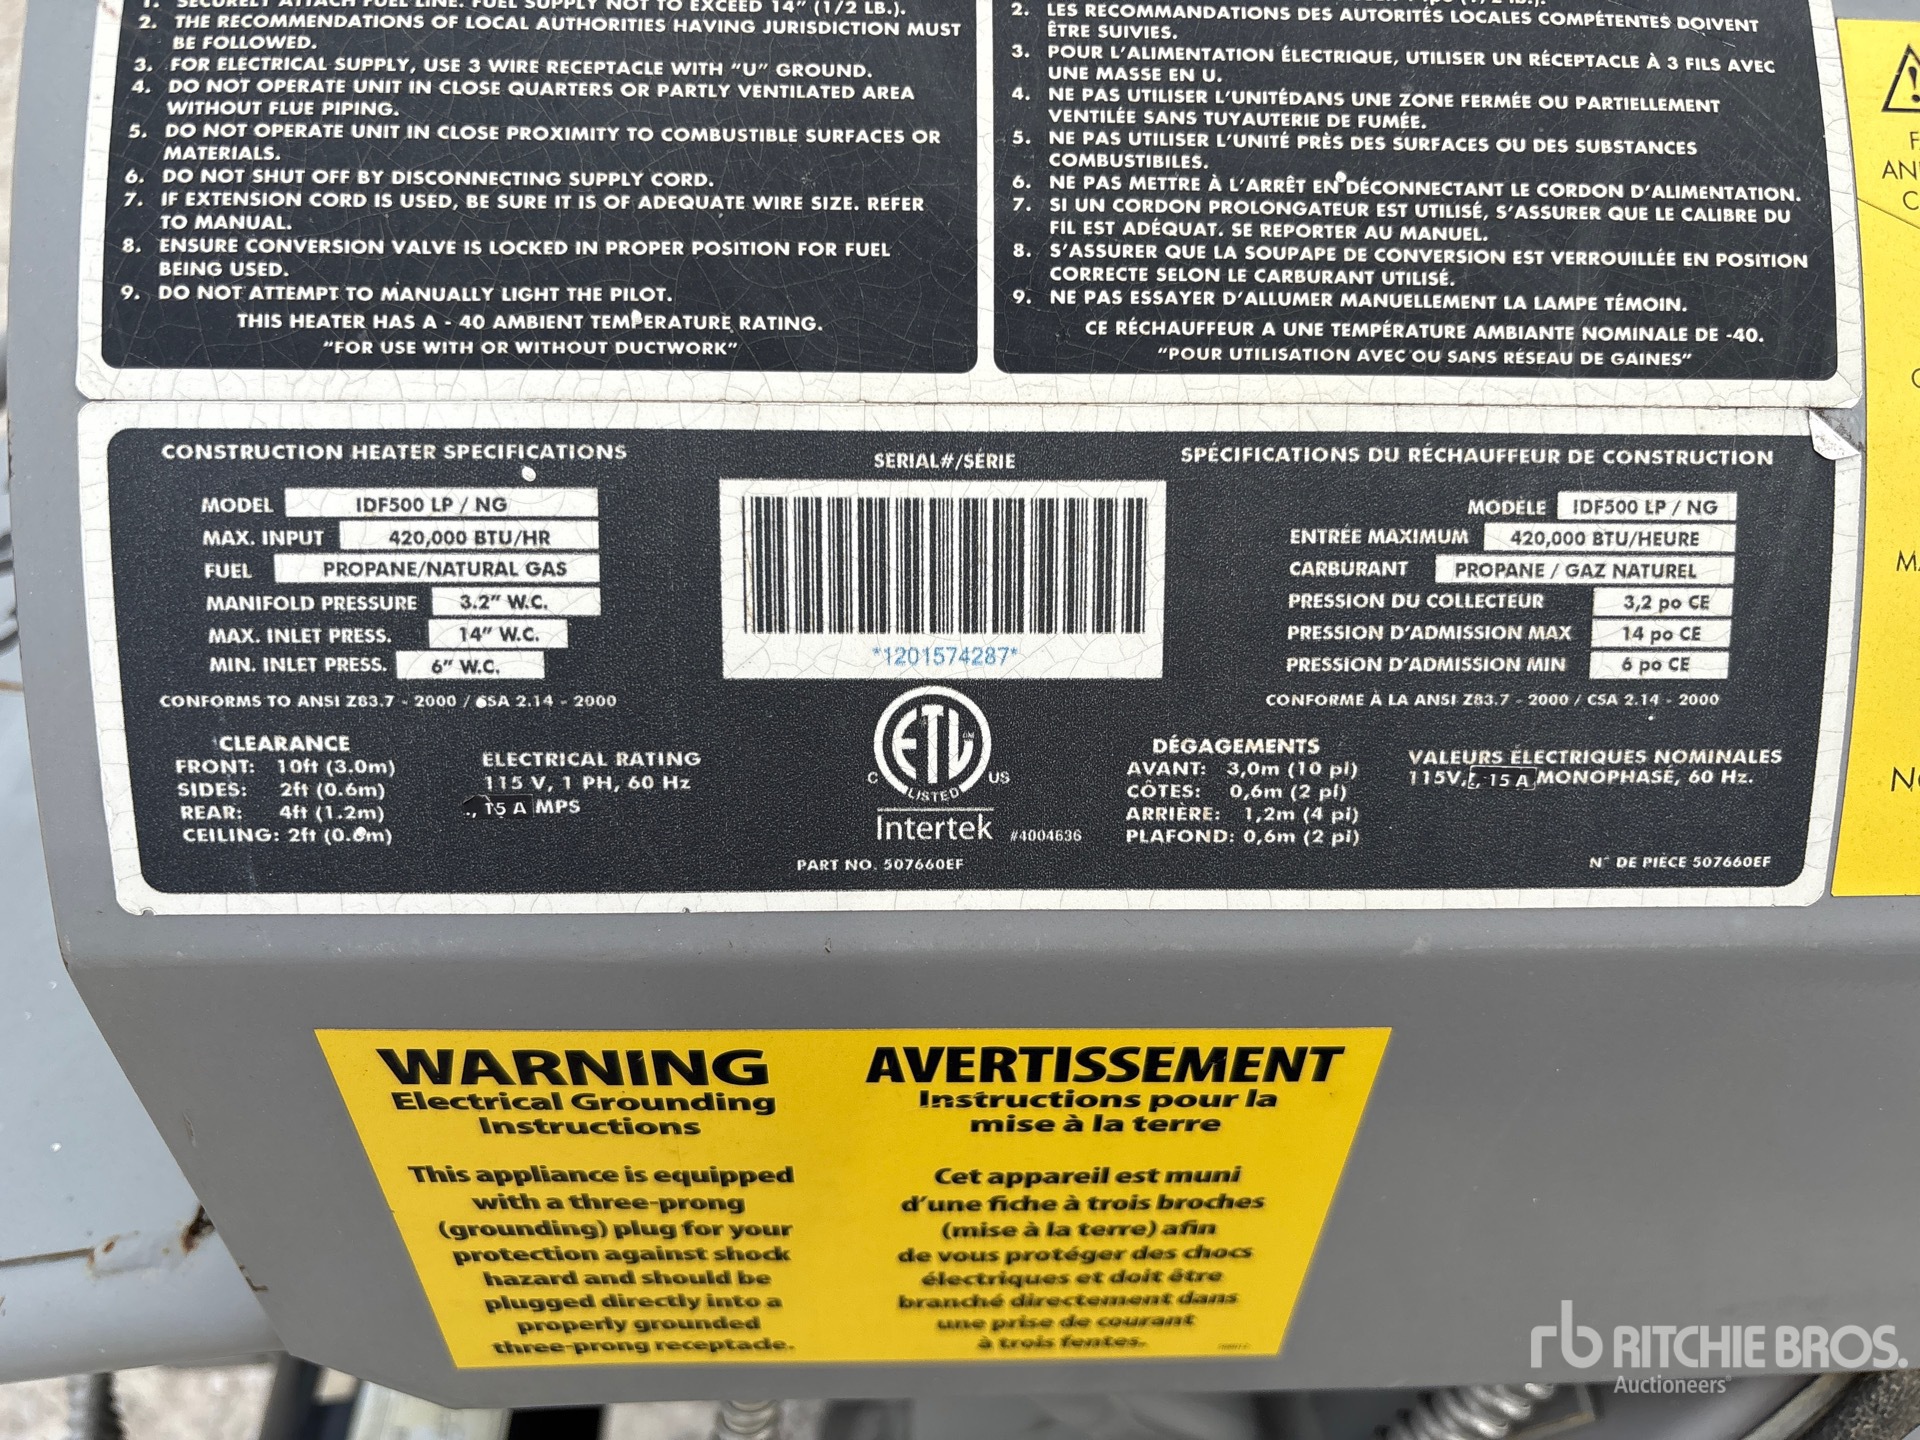 1. SECURELY ATTACH FUEL LINE. FUEL SUPPLY NOT TO EXCEED 14" (1/2 LB.).
2. THE RECOMMENDATIONS OF LOCAL AUTHORITIES HAVING JURISDICTION MUST
BE FOLLOWED.
3. FOR ELECTRICAL SUPPLY, USE 3 WIRE RECEPTACLE WITH "U" GROUND.
4. DO NOT OPERATE UNIT IN CLOSE QUARTERS OR PARTLY VENTILATED AREA
WITHOUT FLUE PIPING.
5. DO NOT OPERATE UNIT IN CLOSE PROXIMITY TO COMBUSTIBLE SURFACES OR
MATERIALS.
6. DO NOT SHUT OFF BY DISCONNECTING SUPPLY CORD.
7. IF EXTENSION CORD IS USED, BE SURE IT IS OF ADEQUATE WIRE SIZE. REFER
TO MANUAL.
8. ENSURE CONVERSION VALVE IS LOCKED IN PROPER POSITION FOR FUEL
BEING USED.
9. DO NOT ATTEMPT TO MANUALLY LIGHT THE PILOT.
THIS HEATER HAS A - 40 AMBIENT TEMPERATURE RATING.
"FOR USE WITH OR WITHOUT DUCTWORK"
2. LES RECOMMANDATIONS DES AUTORITÉS LOCALES COMPÉTENTES DOIVENT
ÊTRE SUIVIES.
3. POUR L'ALIMENTATION ÉLECTRIQUE, UTILISER UN RÉCEPTACLE À 3 FILS AVEC
UNE MASSE EN U.
4. NE PAS UTILISER L'UNITÉDANS UNE ZONE FERMÉE OU PARTIELLEMENT
VENTILÉE SANS TUYAUTERIE DE FUMÉE.
5. NE PAS UTILISER L'UNITÉ PRÈS DES SURFACES OU DES SUBSTANCES
COMBUSTIBILES.
6. NE PAS METTRE À L'ARRÊT EN DÉCONNECTANT LE CORDON D'ALIMENTATION.
7. SI UN CORDON PROLONGATEUR EST UTILISÉ, S'ASSURER QUE LE CALIBRE DU
FIL EST ADÉQUAT. SE REPORTER AU MANUEL.
8. S'ASSURER QUE LA SOUPAPE DE CONVERSION EST VERROUILLÉE EN POSITION
CORRECTE SELON LE CARBURANT UTILISÉ.
9. NE PAS ESSAYER D'ALLUMER MANUELLEMENT LA LAMPE TÉMOIN.
CE RÉCHAUFFEUR A UNE TEMPÉRATURE AMBIANTE NOMINALE DE -40.
"POUR UTILISATION AVEC OU SANS RÉSEAU DE GAINES"
CONSTRUCTION HEATER SPECIFICATIONS
MODEL IDF500 LP / NG
MAX. INPUT 420,000 BTU/HR
FUEL PROPANE/NATURAL GAS
MANIFOLD PRESSURE 3.2" W.C.
MAX. INLET PRESS. 14" W.C.
MIN. INLET PRESS. 6" W.C.
CONFORMS TO ANSI Z83.7 - 2000 / CSA 2.14 - 2000
CLEARANCE
FRONT: 10ft (3.0m)
SIDES: 2ft (0.6m)
REAR: 4ft (1.2m)
CEILING: 2ft (0.6m)
ELECTRICAL RATING
115 V, 1 PH, 60 Hz
15 AMPS
SERIAL#/SÉRIE
*1201574287*
ETL
CM
C LISTED US
Intertek #4004636
PART NO. 507660EF
SPÉCIFICATIONS DU RÉCHAUFFEUR DE CONSTRUCTION
MODÈLE IDF500 LP / NG
ENTRÉE MAXIMUM 420,000 BTU/HEURE
CARBURANT PROPANE / GAZ NATUREL
PRESSION DU COLLECTEUR 3,2 po CE
PRESSION D'ADMISSION MAX 14 po CE
PRESSION D'ADMISSION MIN 6 po CE
CONFORME À LA ANSI Z83.7 - 2000 / CSA 2.14 - 2000
DÉGAGEMENTS
AVANT: 3,0m (10 pi)
CÔTES: 0,6m (2 pi)
ARRIÈRE: 1,2m (4 pi)
PLAFOND: 0,6m (2 pi)
VALEURS ÉLECTRIQUES NOMINALES
115V, 15 A MONOPHASE, 60 Hz.
N° DE PIÈCE 507660EF
WARNING
Electrical Grounding
Instructions
This appliance is equipped
with a three-prong
(grounding) plug for your
protection against shock
hazard and should be
plugged directly into a
properly grounded
three-prong receptacle.
AVERTISSEMENT
Instructions pour la
mise à la terre
Cet appareil est muni
d'une fiche à trois broches
(mise à la terre) afin
de vous protéger des chocs
électriques et doit être
branché directement dans
une prise de courant
à trois fentes.
rb RITCHIE BROS.
Auctioneers